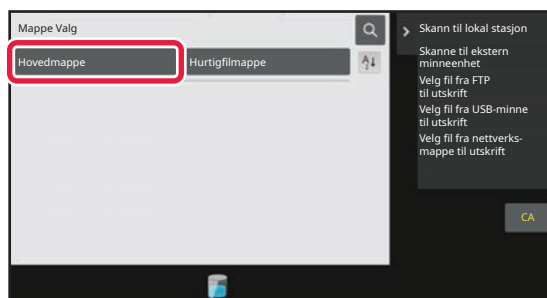 Mappe Valg
Hovedmappe
Hurtigfilmappe
Skann til lokal stasjon
Skanne til ekstern
minneenhet
Velg fil fra FTP
til utskrift
Velg fil fra USB-minne
til utskrift
Velg fil fra nettverks-
mappe til utskrift
CA